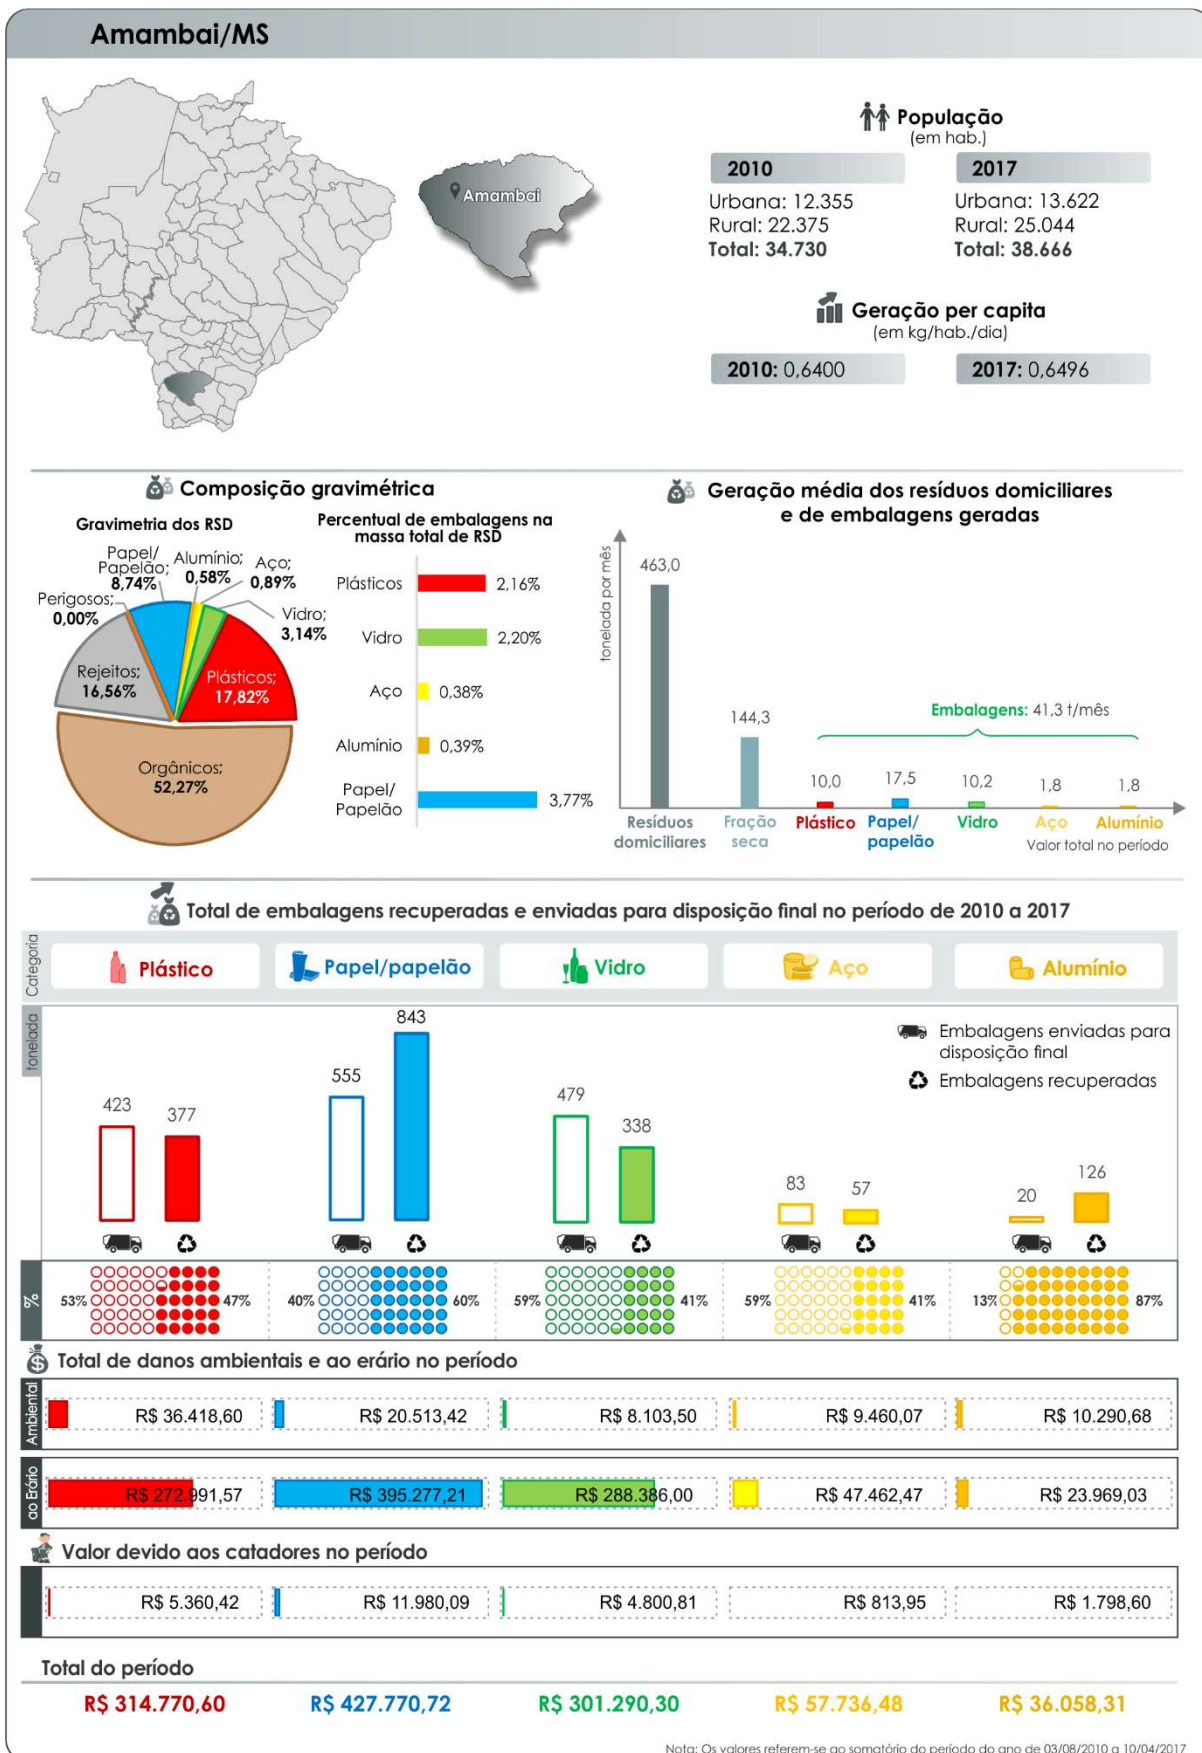 Amambai/MS
Amambai
População
(em hab.)
2010
2017
Urbana: 12.355
Rural: 22.375
Total: 34.730
Urbana: 13.622
Rural: 25.044
Total: 38.666
Geração per capita
(em kg/hab./dia)
2010: 0,6400
2017: 0,6496
Composição gravimétrica
Gravimetria dos RSD
Papel/
Papelão;
8,74%
Alumínio;
0,58%
Aço;
0,89%
Perigosos;
0,00%
Vidro;
3,14%
Rejeitos;
16,56%
Plásticos;
17,82%
Orgânicos;
52,27%
Percentual de embalagens na
massa total de RSD
Plásticos 2,16%
Vidro 2,20%
Aço 0,38%
Alumínio 0,39%
Papel/
Papelão 3,77%
Geração média dos resíduos domiciliares
e de embalagens geradas
tonelada por mês
463,0
144,3
Embalagens: 41,3 t/mês
10,0 17,5 10,2 1,8 1,8
Resíduos
domiciliares
Fração
seca
Plástico
Papel/
papelão
Vidro
Aço
Alumínio
Valor total no período
Total de embalagens recuperadas e enviadas para disposição final no período de 2010 a 2017
Categoria
Plástico
Papel/papelão
Vidro
Aço
Alumínio
tonelada
Embalagens enviadas para
disposição final
Embalagens recuperadas
423 377
555 843
479 338
83 57
20 126
%
53% 47%
40% 60%
59% 41%
59% 41%
13% 87%
Total de danos ambientais e ao erário no período
Ambiental
R$ 36.418,60
R$ 20.513,42
R$ 8.103,50
R$ 9.460,07
R$ 10.290,68
ao Erário
R$ 272.991,57
R$ 395.277,21
R$ 288.386,00
R$ 47.462,47
R$ 23.969,03
Valor devido aos catadores no período
R$ 5.360,42
R$ 11.980,09
R$ 4.800,81
R$ 813,95
R$ 1.798,60
Total do período
R$ 314.770,60
R$ 427.770,72
R$ 301.290,30
R$ 57.736,48
R$ 36.058,31
Nota: Os valores referem-se ao somatório do período do ano de 03/08/2010 a 10/04/2017